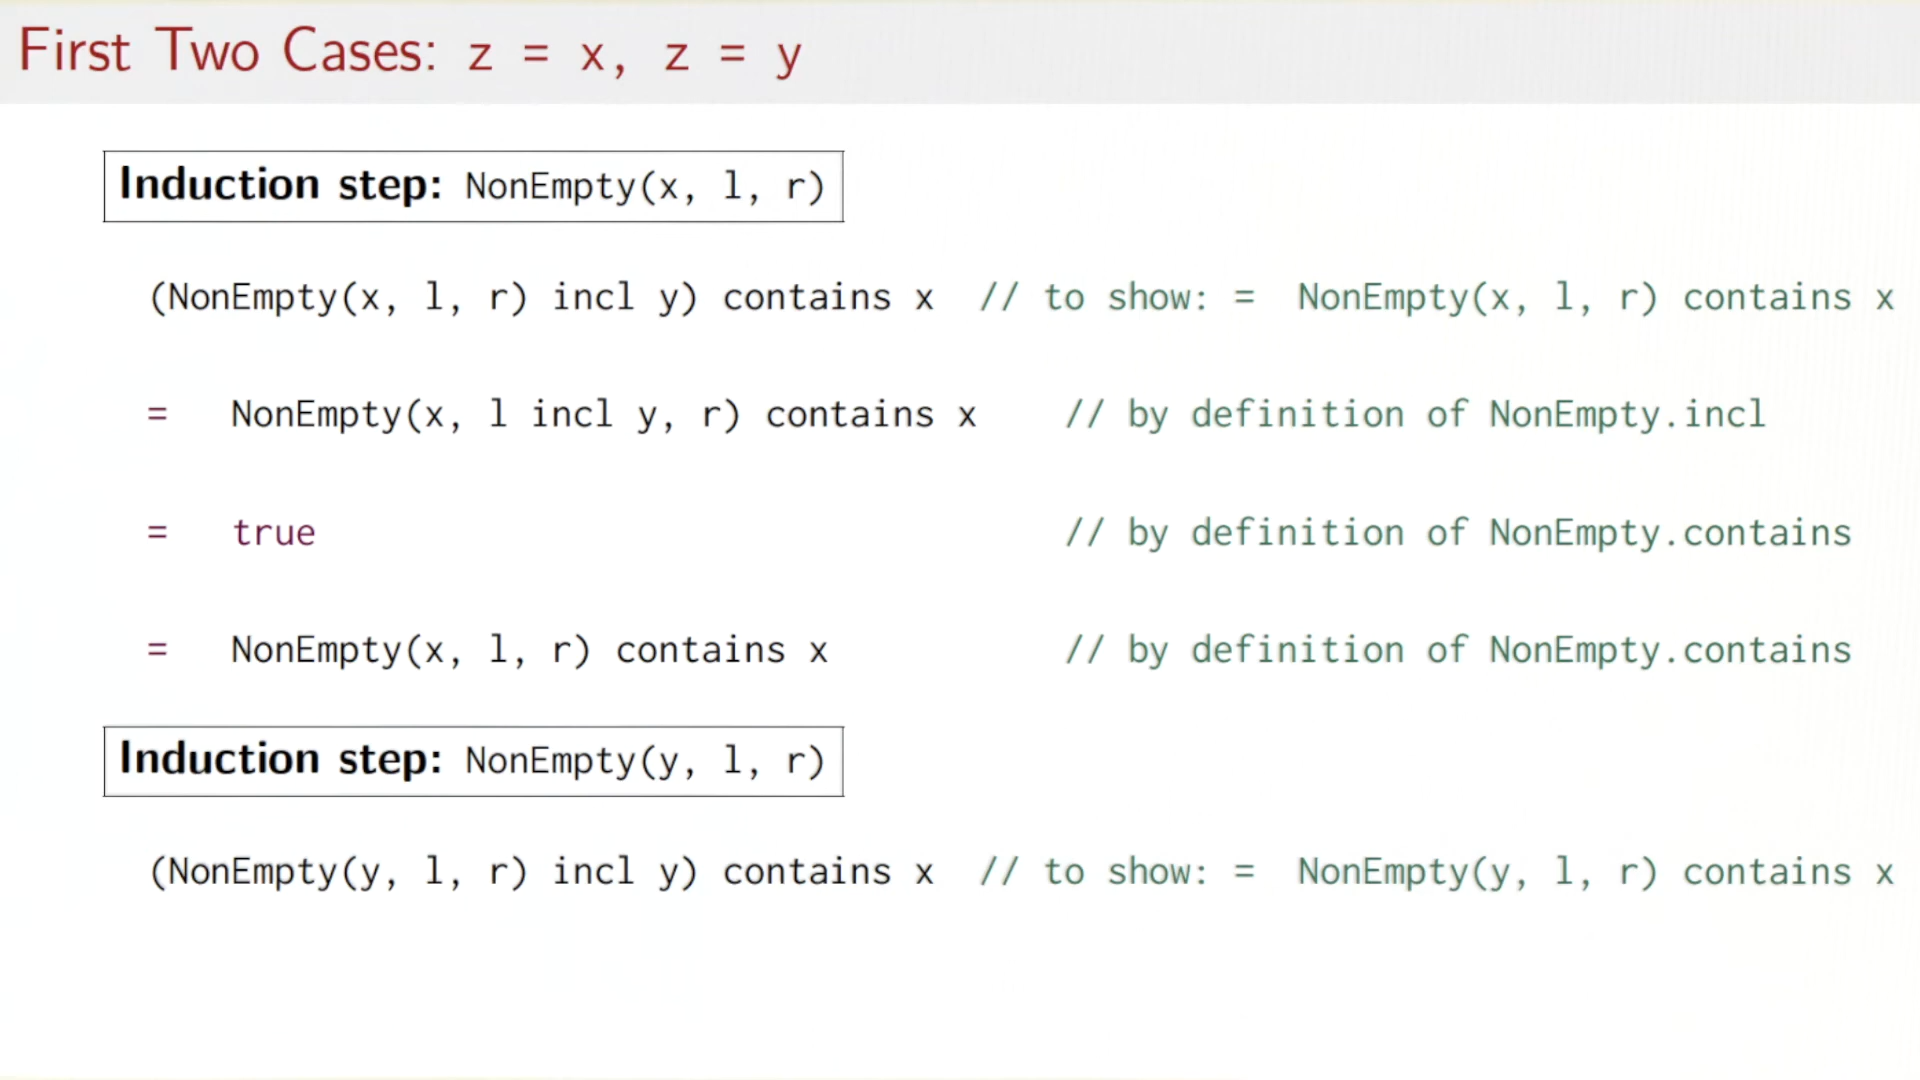 First Two Cases: z = x, z = y
Induction step: NonEmpty(x, l, r)
(NonEmpty(x, l, r) incl y) contains x // to show: = NonEmpty(x, l, r) contains x
= NonEmpty(x, l incl y, r) contains x // by definition of NonEmpty.incl
= true // by definition of NonEmpty.contains
= NonEmpty(x, l, r) contains x // by definition of NonEmpty.contains
Induction step: NonEmpty(y, l, r)
(NonEmpty(y, l, r) incl y) contains x // to show: = NonEmpty(y, l, r) contains x